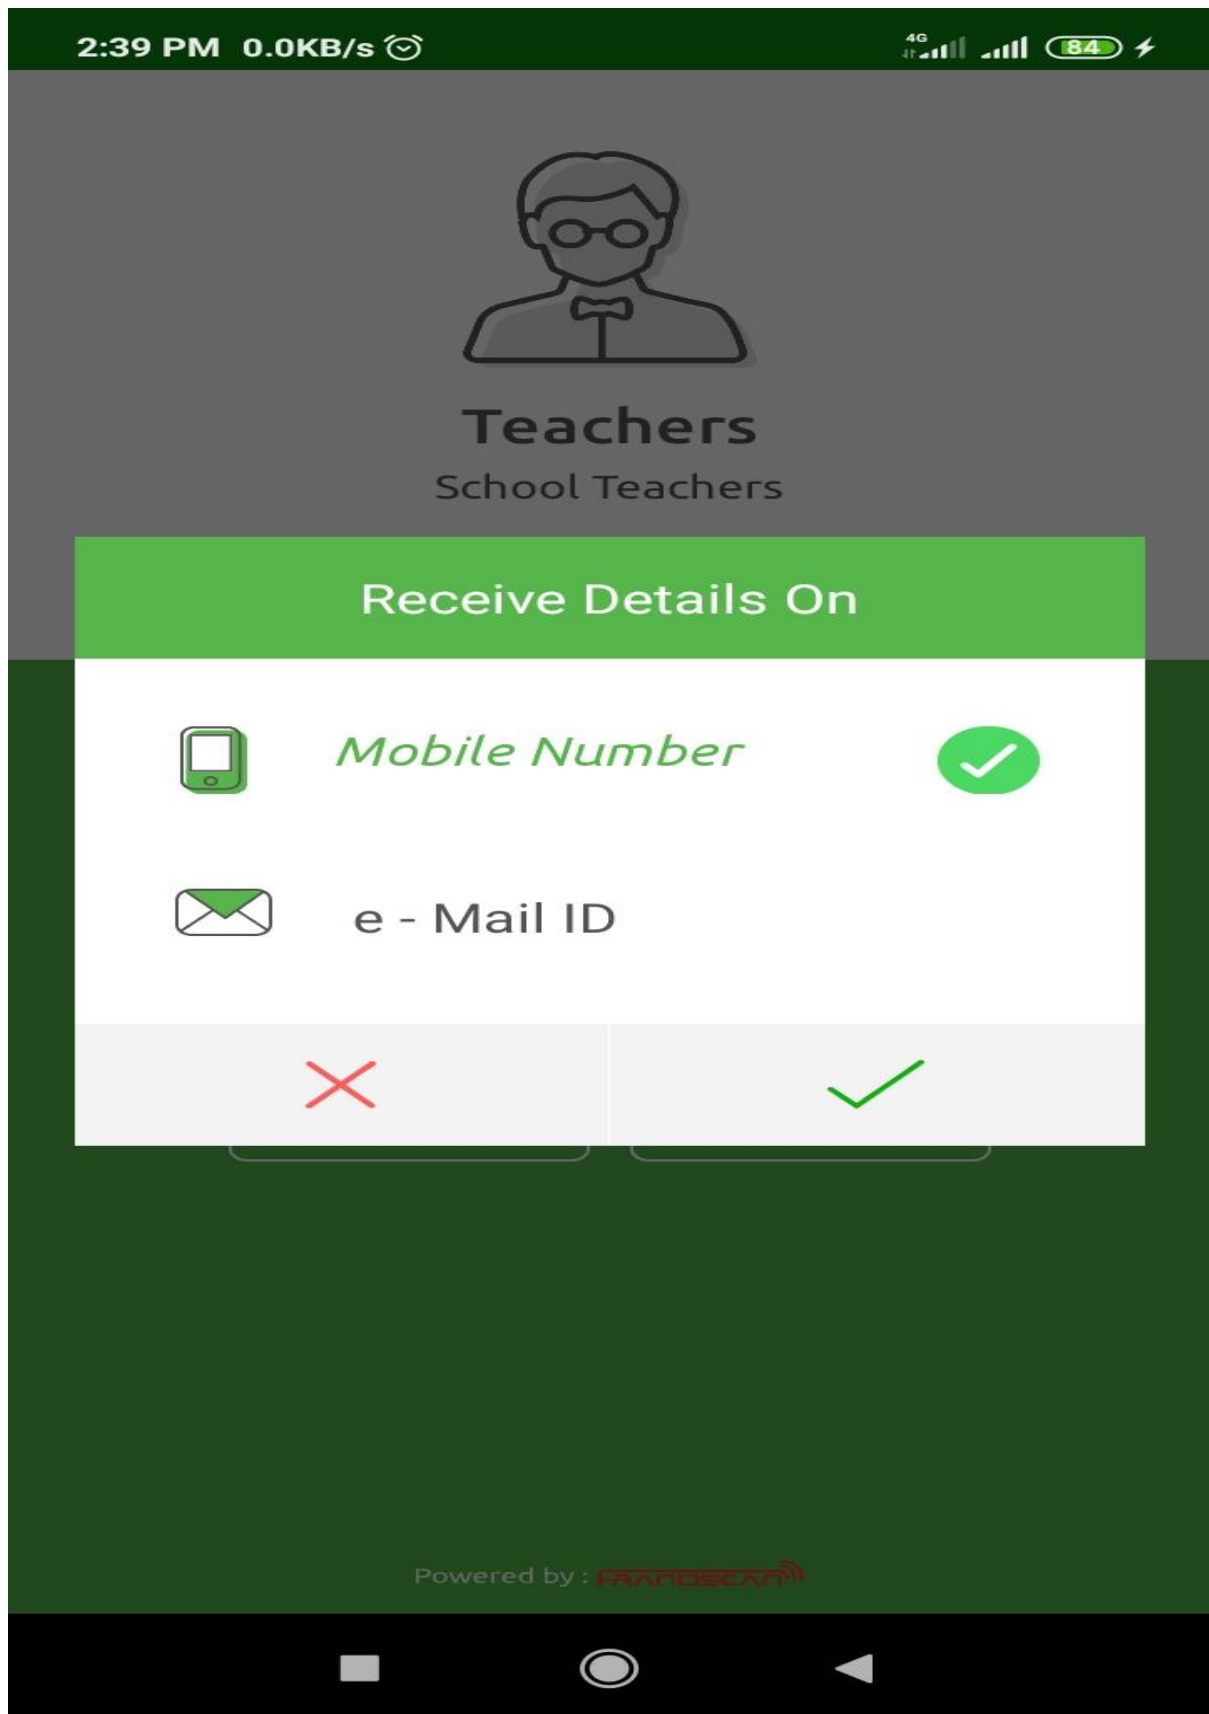 2:39 PM 0.0KB/s
4G
84
Teachers
School Teachers
Receive Details On
Mobile Number
e - Mail ID
Powered by :